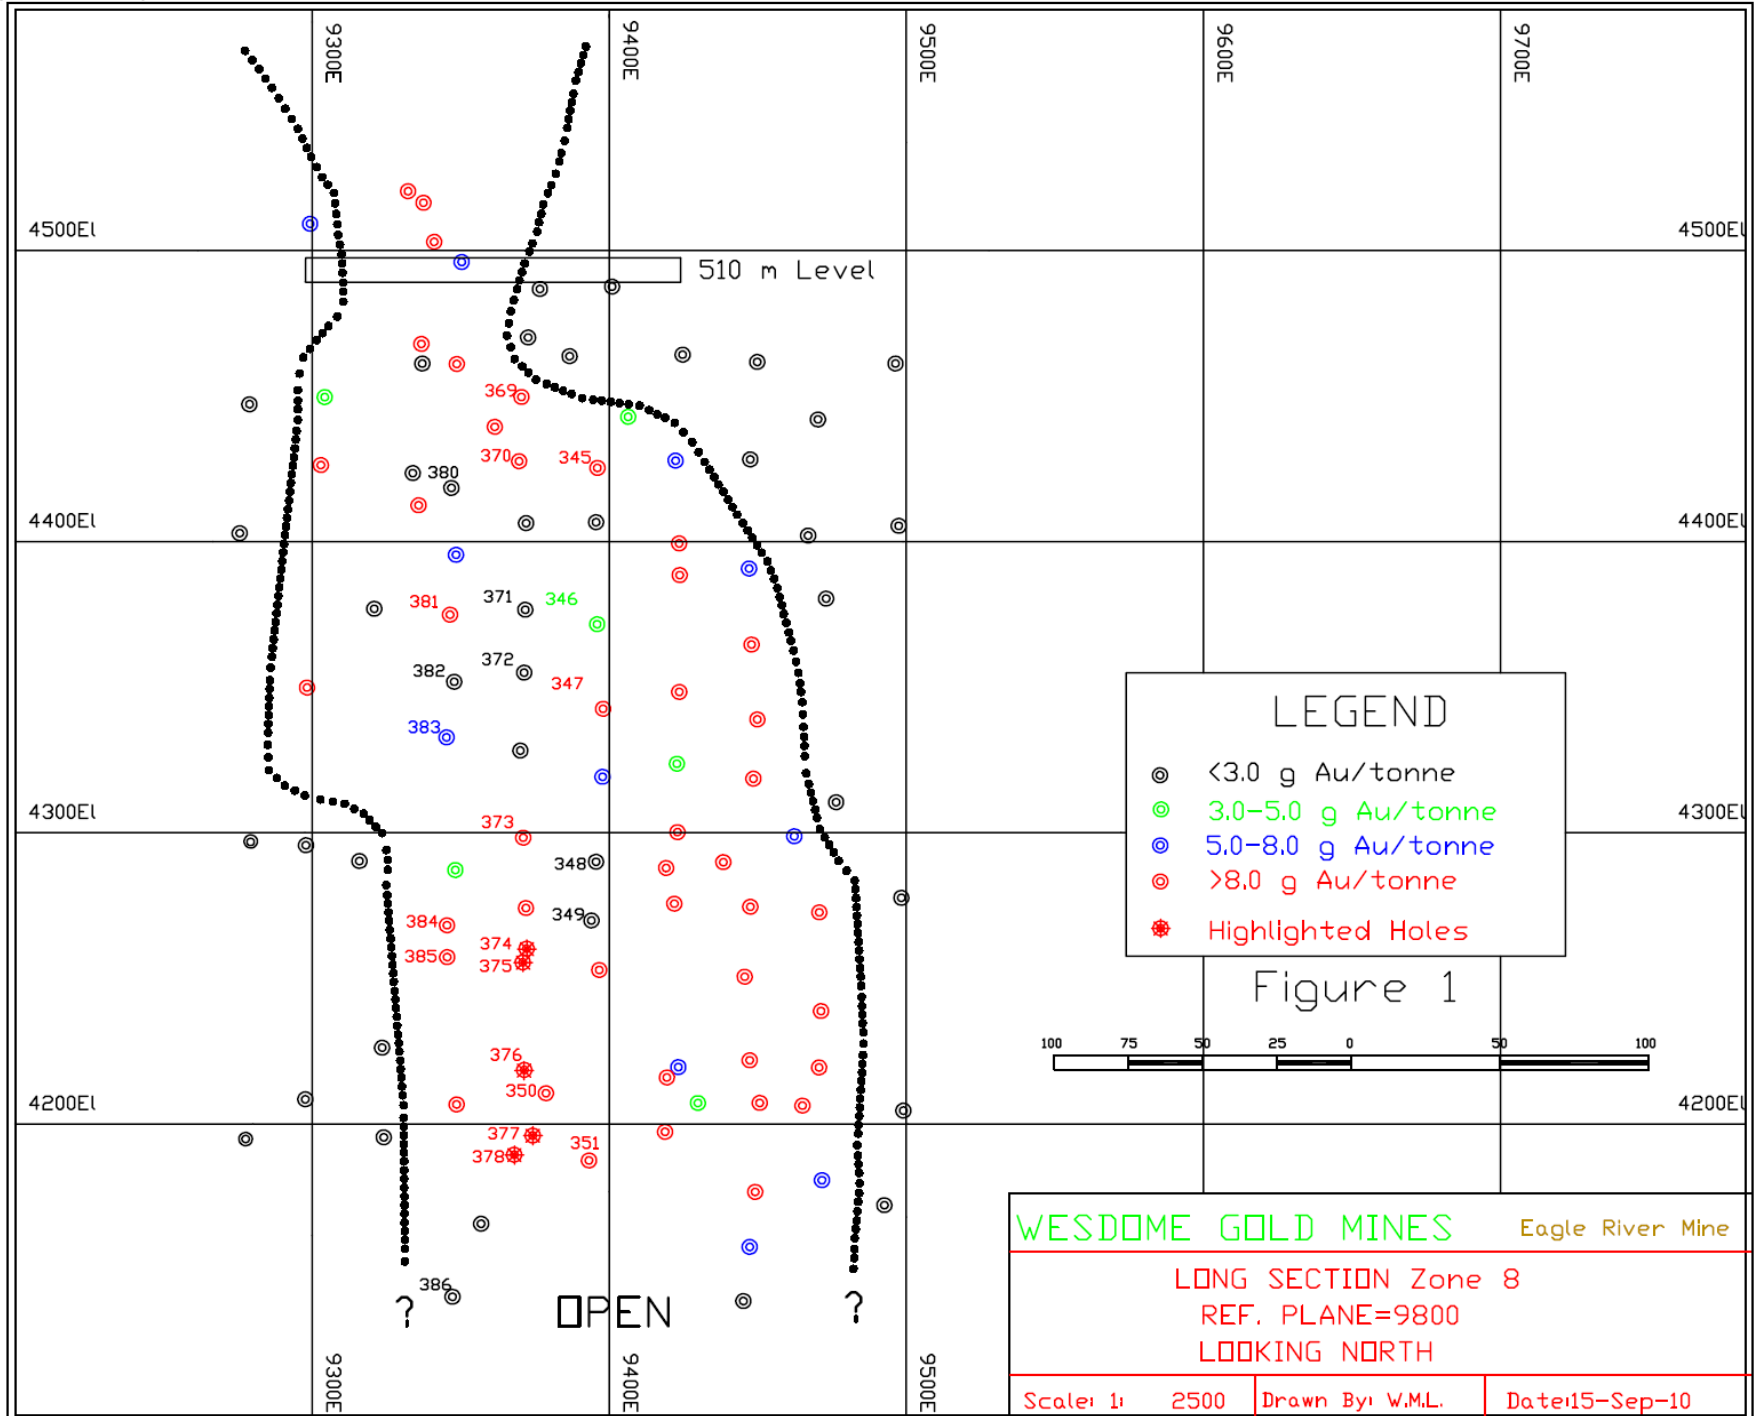 9300E 9400E 9500E 9600E 9700E
4500El 4500El
510 m Level
369
370 345
380
4400El 4400El
381 371 346
382 372 347
383
LEGEND
<3.0 g Au/tonne
3.0-5.0 g Au/tonne
5.0-8.0 g Au/tonne
>8.0 g Au/tonne
Highlighted Holes
4300El 4300El
373
348
384 374 349
385 375
Figure 1
100 75 50 25 0 50 100
376
350
4200El 4200El
377 351
378
386
? OPEN ?
9300E 9400E 9500E
WESDOME GOLD MINES Eagle River Mine
LONG SECTION Zone 8
REF. PLANE=9800
LOOKING NORTH
Scale: 1: 2500 Drawn By: W.M.L. Date:15-Sep-10